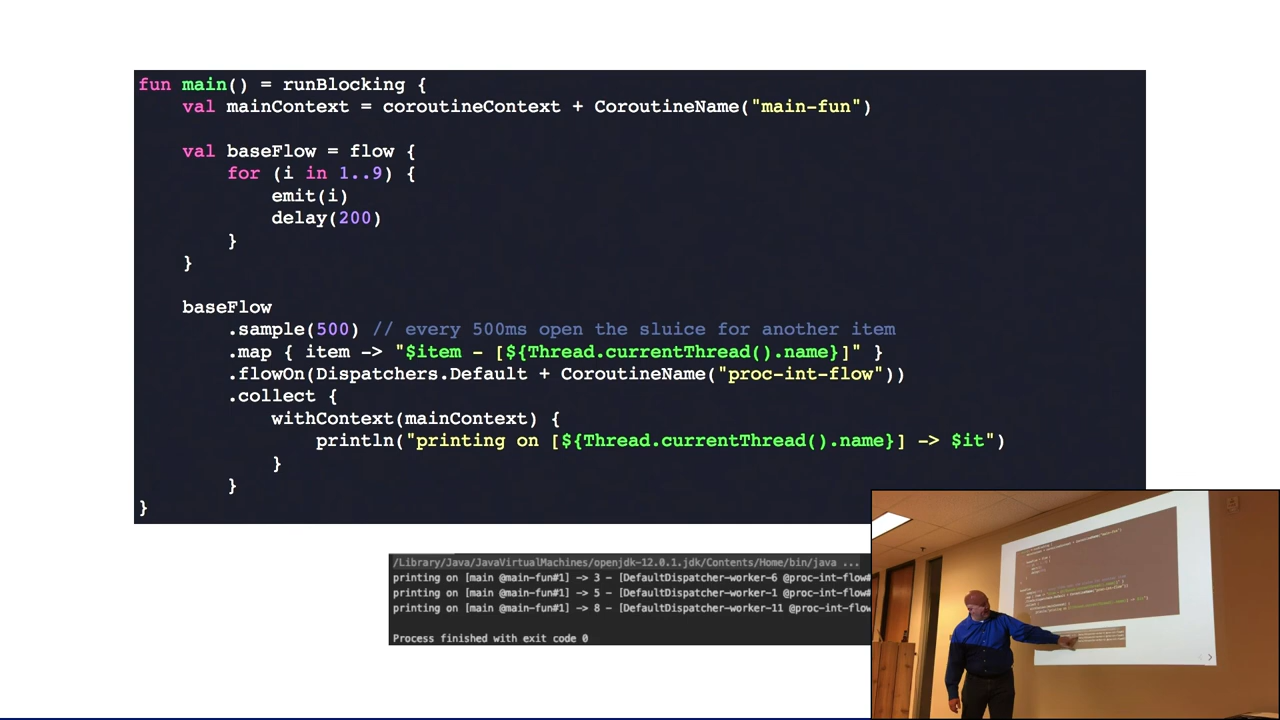 fun main() = runBlocking {
val mainContext = coroutineContext + CoroutineName("main-fun")
val baseFlow = flow {
for (i in 1..9) {
emit(i)
delay(200)
}
}
baseFlow
.sample(500) // every 500ms open the sluice for another item
.map { item -> "$item - [${Thread.currentThread().name}]" }
.flowOn(Dispatchers.Default + CoroutineName("proc-int-flow"))
.collect {
withContext(mainContext) {
println("printing on [${Thread.currentThread().name}] -> $it")
}
}
}
/Library/Java/JavaVirtualMachines/openjdk-12.0.1.jdk/Contents/Home/bin/java ...
printing on [main @main-fun#1] -> 3 - [DefaultDispatcher-worker-6 @proc-int-flow#
printing on [main @main-fun#1] -> 5 - [DefaultDispatcher-worker-1 @proc-int-flow
printing on [main @main-fun#1] -> 8 - [DefaultDispatcher-worker-11 @proc-int-flow
Process finished with exit code 0